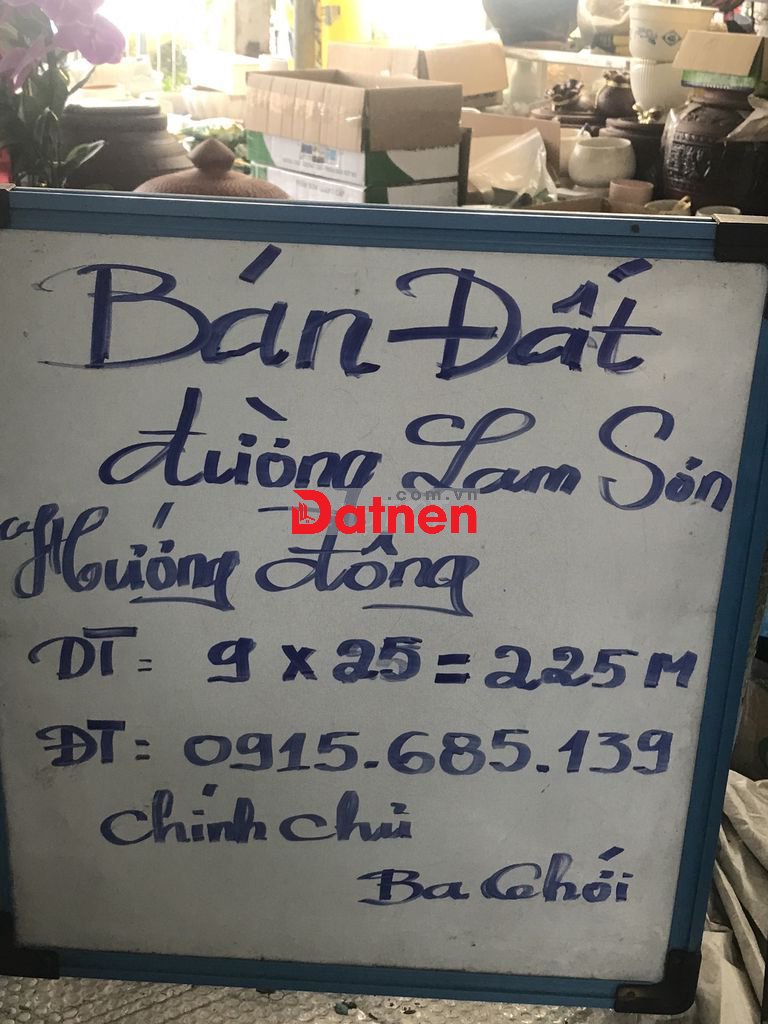 Bán Đất
đường Lam Sơn
Hướng đông
.com.vn
Datnen
DT = 9 x 25 = 225 M
ĐT: 0915.685.139
chính chủ
Ba Chói